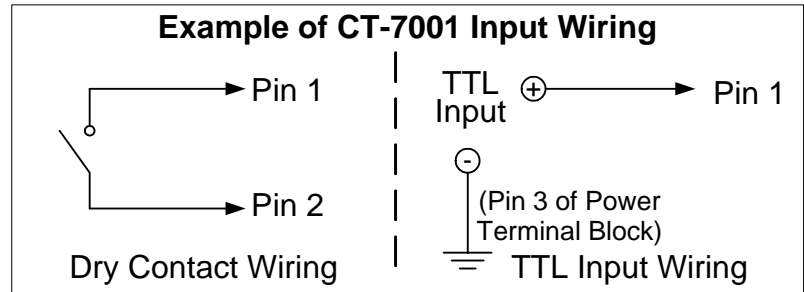 Example of CT-7001 Input Wiring
Pin 1
Pin 2
Dry Contact Wiring
TTL
Input
+
Pin 1
-
(Pin 3 of Power
Terminal Block)
TTL Input Wiring